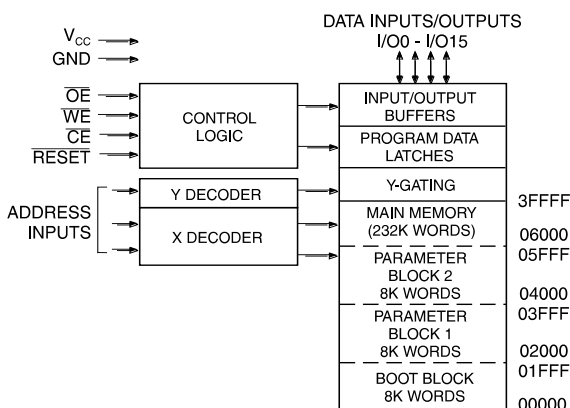 DATA INPUTS/OUTPUTS
I/O0 - I/O15
VCC
GND
OE
WE
CE
RESET
CONTROL
LOGIC
INPUT/OUTPUT
BUFFERS
PROGRAM DATA
LATCHES
ADDRESS
INPUTS
Y DECODER
X DECODER
Y-GATING
3FFFF
MAIN MEMORY
(232K WORDS)
06000
05FFF
PARAMETER
BLOCK 2
8K WORDS
04000
03FFF
PARAMETER
BLOCK 1
8K WORDS
02000
01FFF
BOOT BLOCK
8K WORDS
00000